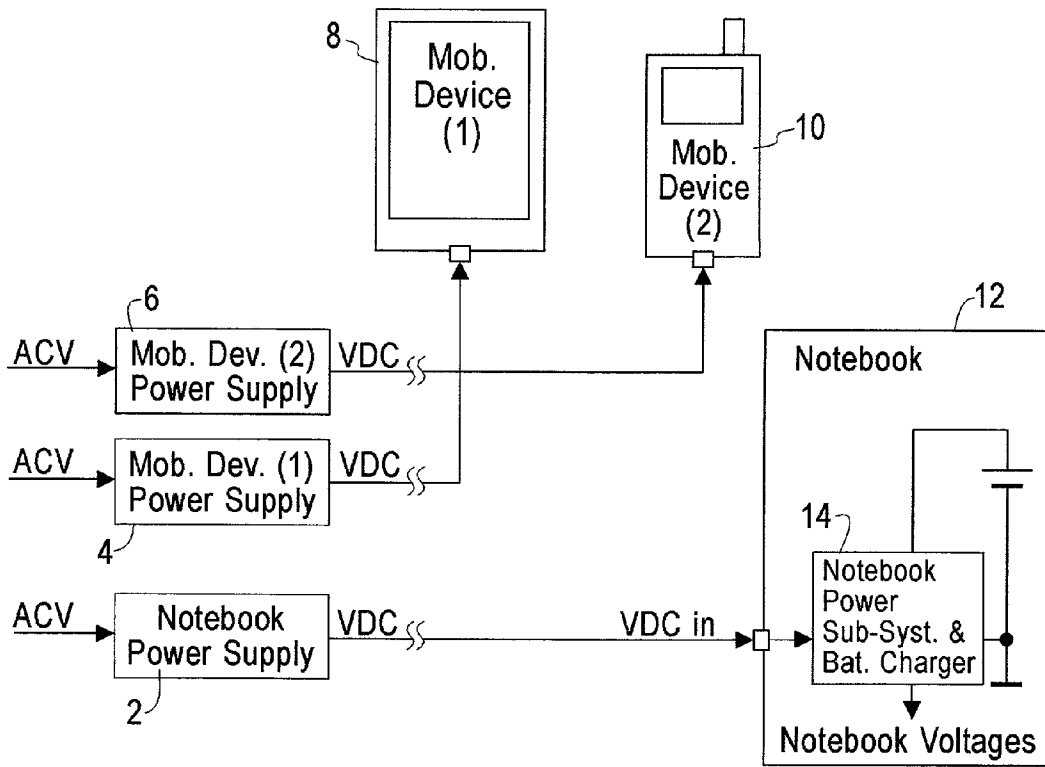 8
Mob.
Device
(1)
10
Mob.
Device
(2)
6
ACV
Mob. Dev. (2)
Power Supply
VDC
12
Notebook
ACV
Mob. Dev. (1)
Power Supply
VDC
4
14
Notebook
Power
Sub-Syst. &
Bat. Charger
ACV
Notebook
Power Supply
VDC
VDC in
2
Notebook Voltages